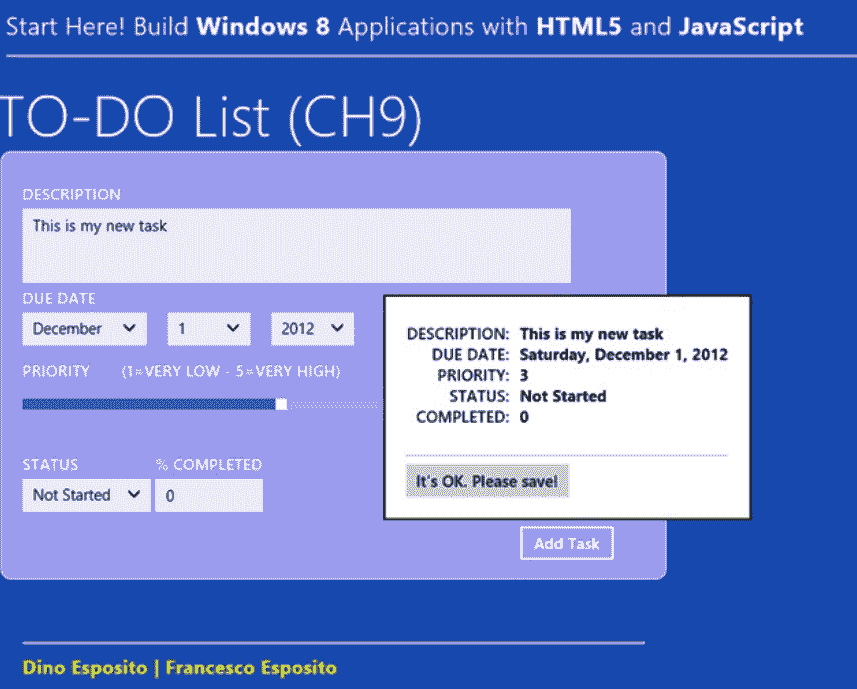 Start Here! Build Windows 8 Applications with HTML5 and JavaScript
TO-DO List (CH9)
DESCRIPTION
This is my new task
DUE DATE
December 1 2012
PRIORITY (1=VERY LOW - 5=VERY HIGH)
STATUS % COMPLETED
Not Started 0
DESCRIPTION: This is my new task
DUE DATE: Saturday, December 1, 2012
PRIORITY: 3
STATUS: Not Started
COMPLETED: 0
It's OK. Please save!
Add Task
Dino Esposito | Francesco Esposito